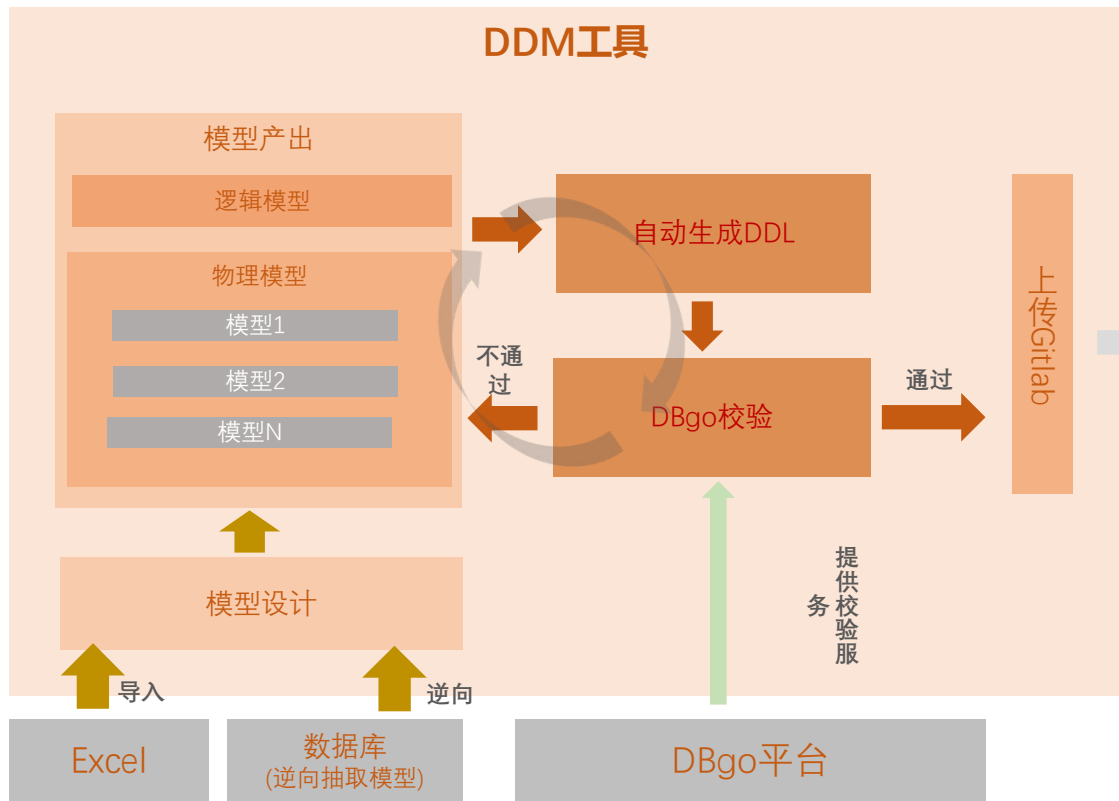 DDM工具
模型产出
逻辑模型
物理模型
模型1
模型2
模型N
自动生成DDL
不通
过
DBgo校验
通过
上传Gitlab
模型设计
提供校验服
务
导入
逆向
Excel
数据库
(逆向抽取模型)
DBgo平台